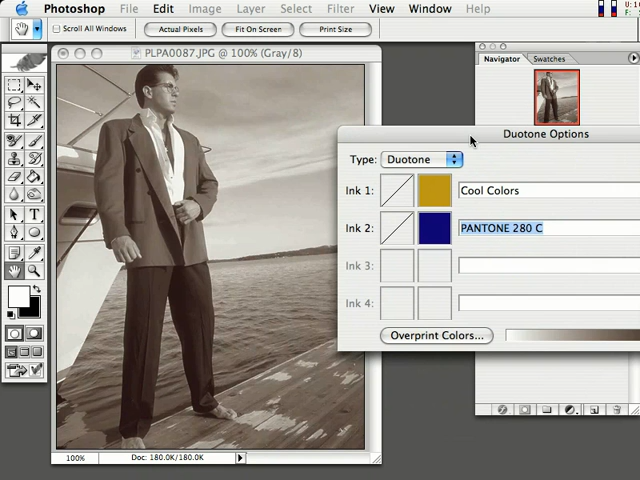 Photoshop File Edit Image Layer Select Filter View Window Help
Scroll All Windows Actual Pixels Fit On Screen Print Size
PLPA0087.JPG @ 100% (Gray/8)
Navigator Swatches
Duotone Options
Type: Duotone
Ink 1: Cool Colors
Ink 2: PANTONE 280 C
Ink 3:
Ink 4:
Overprint Colors...
100% Doc: 180.0K/180.0K